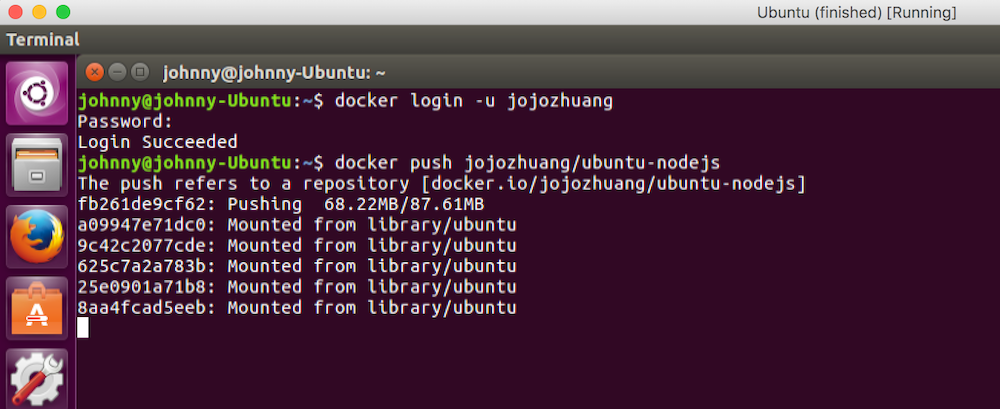 Ubuntu (finished) [Running]
Terminal
johnny@johnny-Ubuntu: ~
johnny@johnny-Ubuntu:~$ docker login -u jojozhuang
Password:
Login Succeeded
johnny@johnny-Ubuntu:~$ docker push jojozhuang/ubuntu-nodejs
The push refers to a repository [docker.io/jojozhuang/ubuntu-nodejs]
fb261de9cf62: Pushing  68.22MB/87.61MB
a09947e71dc0: Mounted from library/ubuntu
9c42c2077cde: Mounted from library/ubuntu
625c7a2a783b: Mounted from library/ubuntu
25e0901a71b8: Mounted from library/ubuntu
8aa4fcad5eeb: Mounted from library/ubuntu